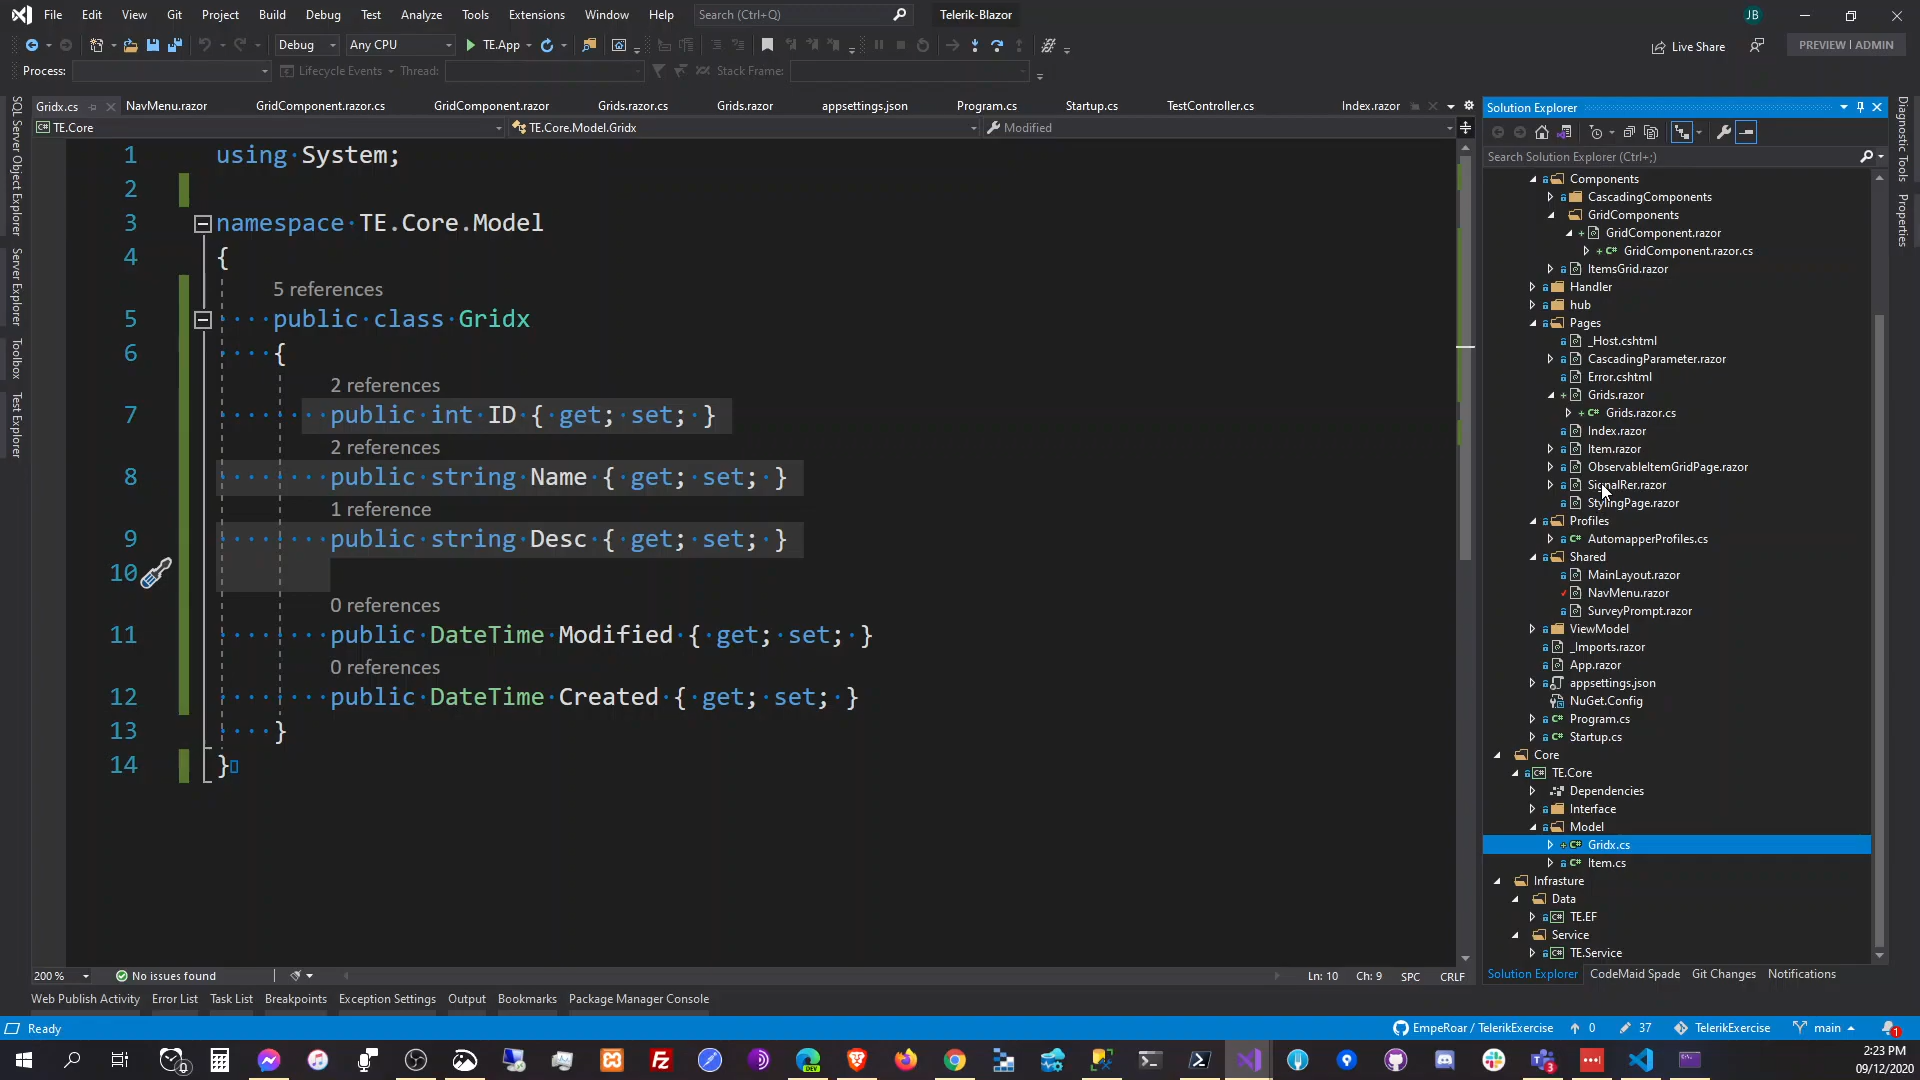 File Edit View Git Project Build Debug Test Analyze Tools Extensions Window Help Search (Ctrl+Q) Telerik-Blazor JB
Debug Any CPU TE.App Live Share PREVIEW | ADMIN
Process: Lifecycle Events Thread: Stack Frame:
Gridx.cs NavMenu.razor GridComponent.razor.cs GridComponent.razor Grids.razor.cs Grids.razor appsettings.json Program.cs Startup.cs TestController.cs Index.razor
TE.Core TE.Core.Model.Gridx Modified
SQL Server Object Explorer
Server Explorer
Toolbox
Test Explorer
1 using System;
2
3 namespace TE.Core.Model
4 {
5 references
5 public class Gridx
6 {
2 references
7 public int ID { get; set; }
2 references
8 public string Name { get; set; }
1 reference
9 public string Desc { get; set; }
10
0 references
11 public DateTime Modified { get; set; }
0 references
12 public DateTime Created { get; set; }
13 }
14 }
200 % No issues found Ln: 10 Ch: 9 SPC CRLF
Solution Explorer
Search Solution Explorer (Ctrl+;)
Components
CascadingComponents
GridComponents
GridComponent.razor
GridComponent.razor.cs
ItemsGrid.razor
Handler
hub
Pages
_Host.cshtml
CascadingParameter.razor
Error.cshtml
Grids.razor
Grids.razor.cs
Index.razor
Item.razor
ObservableItemGridPage.razor
SignalRer.razor
StylingPage.razor
Profiles
AutomapperProfiles.cs
Shared
MainLayout.razor
NavMenu.razor
SurveyPrompt.razor
ViewModel
_Imports.razor
App.razor
appsettings.json
NuGet.Config
Program.cs
Startup.cs
Core
TE.Core
Dependencies
Interface
Model
Gridx.cs
Item.cs
Infrasture
Data
TE.EF
Service
TE.Service
Solution Explorer CodeMaid Spade Git Changes Notifications
Diagnostic Tools
Properties
Web Publish Activity Error List Task List Breakpoints Exception Settings Output Bookmarks Package Manager Console
Ready EmpeRoar / TelerikExercise 0 37 TelerikExercise main 1
2:23 PM
09/12/2020